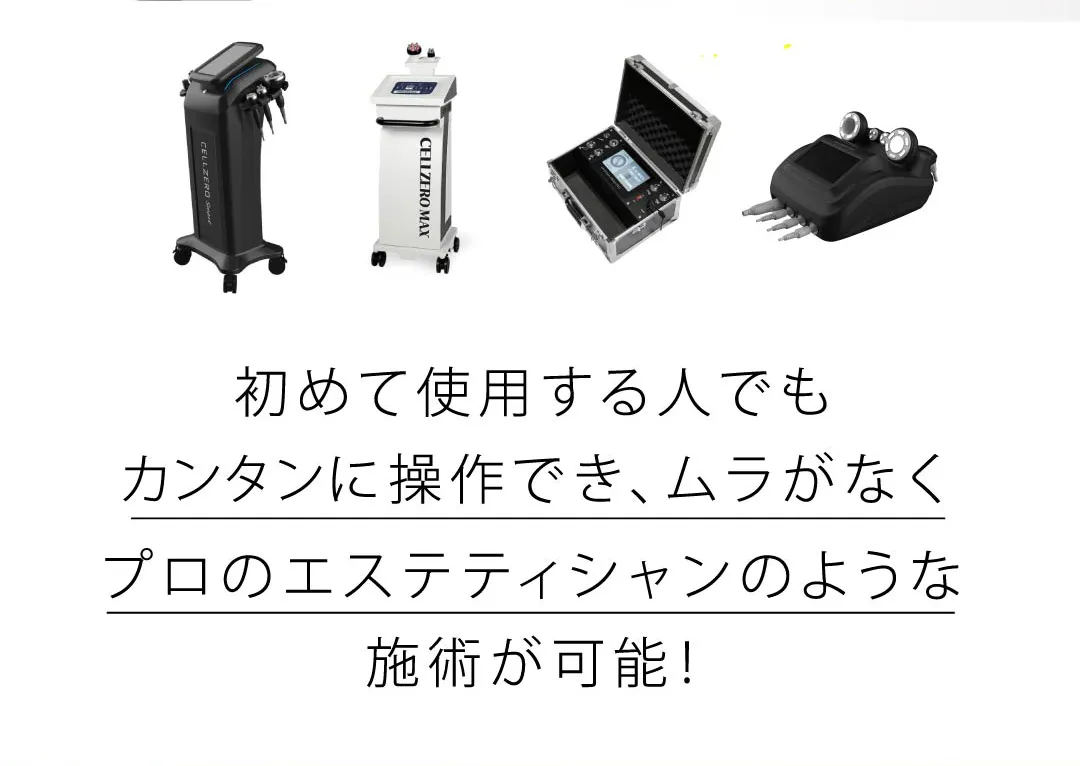 CELLZERO Smart
CELLZERO MAX
初めて使用する人でも
カンタンに操作でき、ムラがなく
プロのエステティシャンのような
施術が可能!